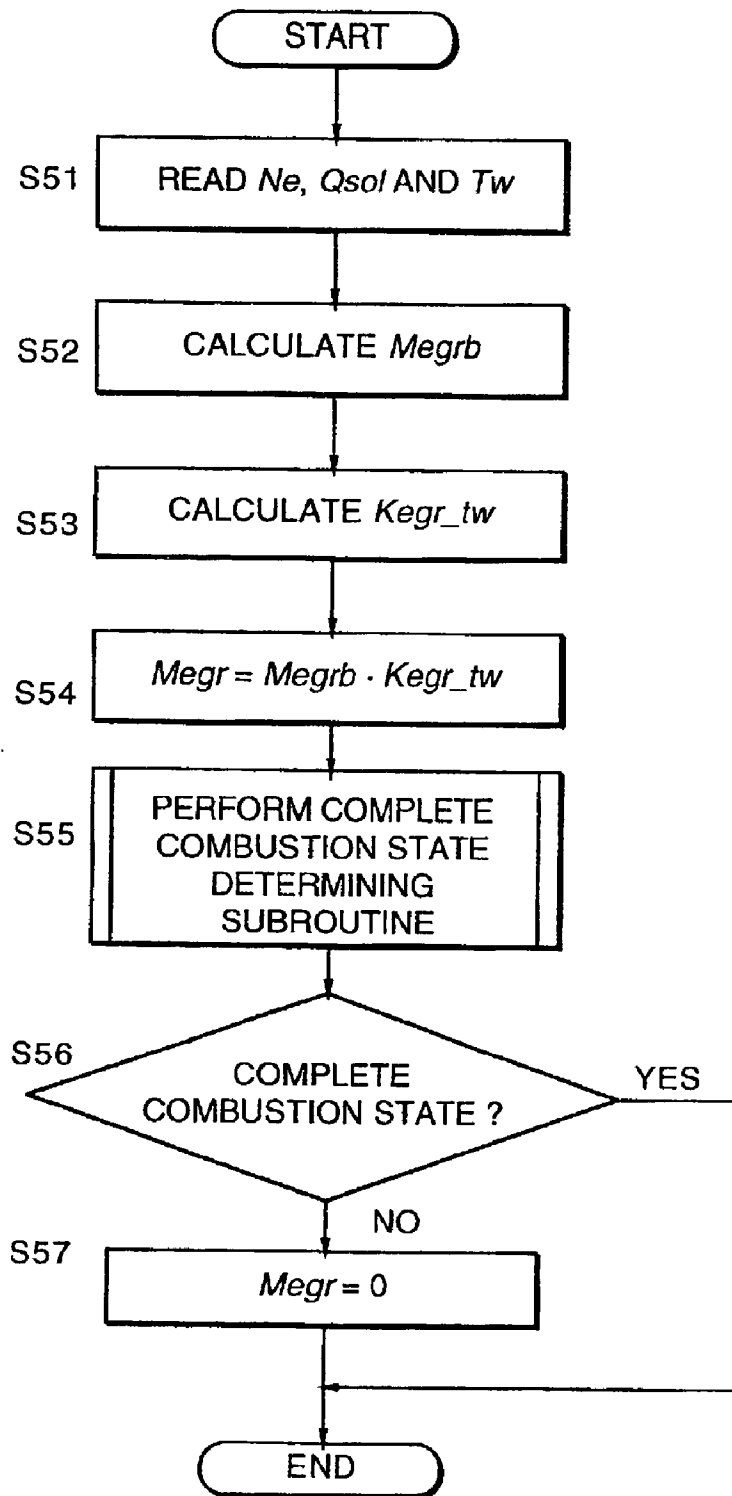 START
S51
READ Ne, Qsol AND Tw
S52
CALCULATE Megrb
S53
CALCULATE Kegr_tw
S54
Megr = Megrb · Kegr_tw
S55
PERFORM COMPLETE
COMBUSTION STATE
DETERMINING
SUBROUTINE
S56
COMPLETE
COMBUSTION STATE ?
YES
NO
S57
Megr = 0
END